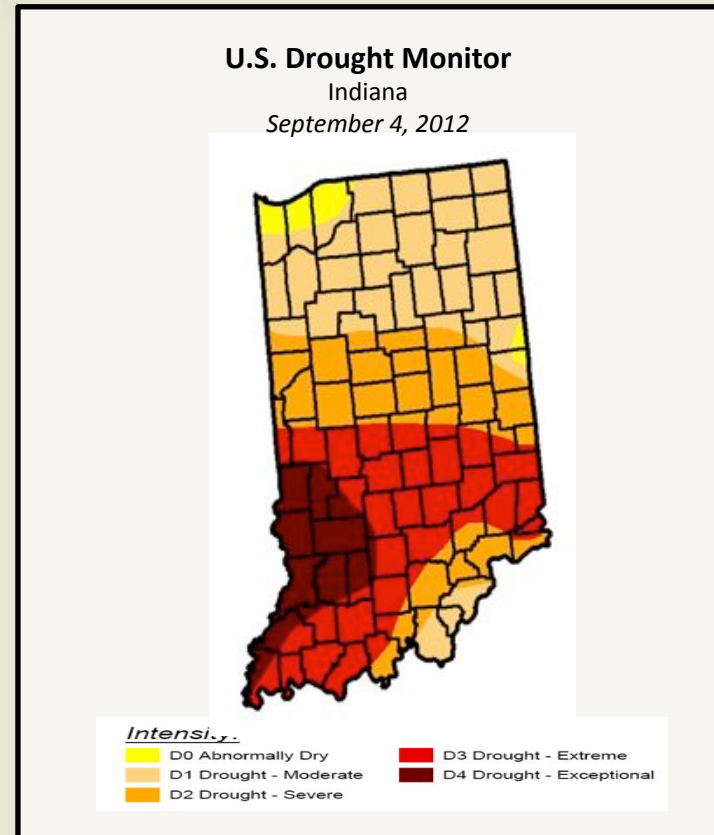 U.S. Drought Monitor
Indiana
September 4, 2012
Intensity:
D0 Abnormally Dry
D1 Drought - Moderate
D2 Drought - Severe
D3 Drought - Extreme
D4 Drought - Exceptional